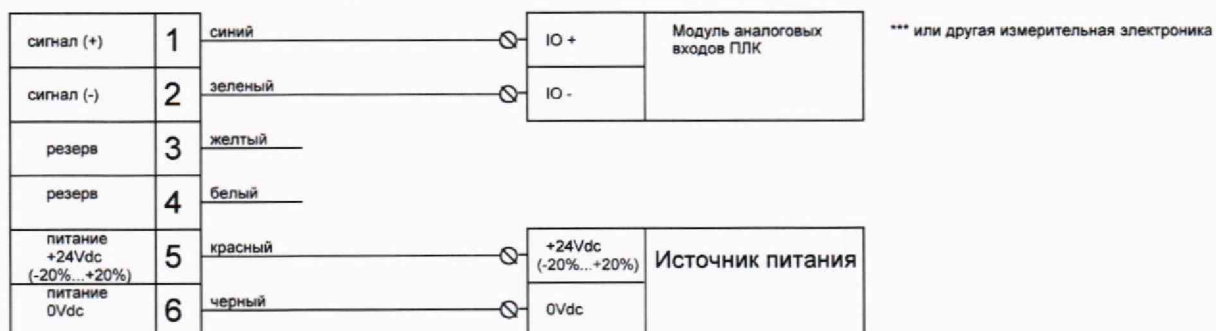 сигнал (+) 1 синий IO + Модуль аналоговых
входов ПЛК
*** или другая измерительная электроника
сигнал (-) 2 зеленый IO -
резерв 3 желтый
резерв 4 белый
питание
+24Vdc
(-20%...+20%)
5 красный
+24Vdc
(-20%...+20%)
Источник питания
питание
0Vdc
6 черный 0Vdc